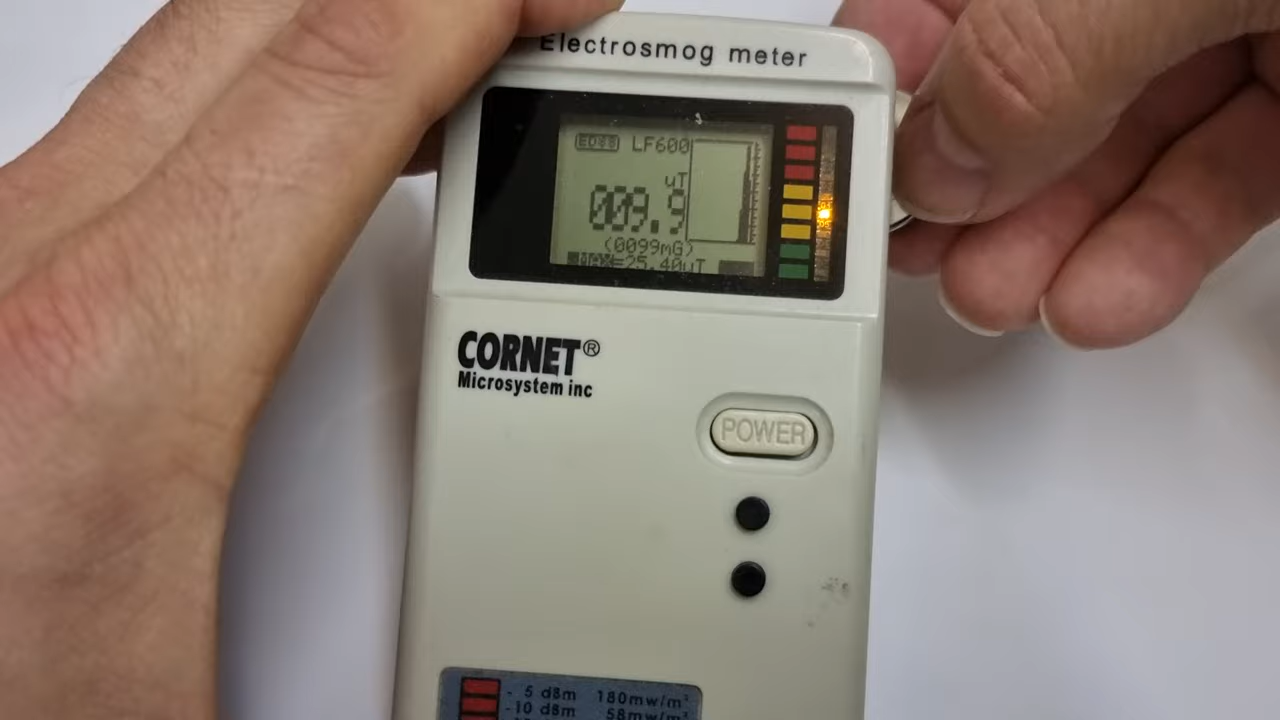 Electrosmog meter
ED88 LF600
uT
009.9
(0099mG)
MAX=25.40uT
CORNET®
Microsystem inc
POWER
- 5 dBm 180mw/m²
-10 dBm 58mw/m²